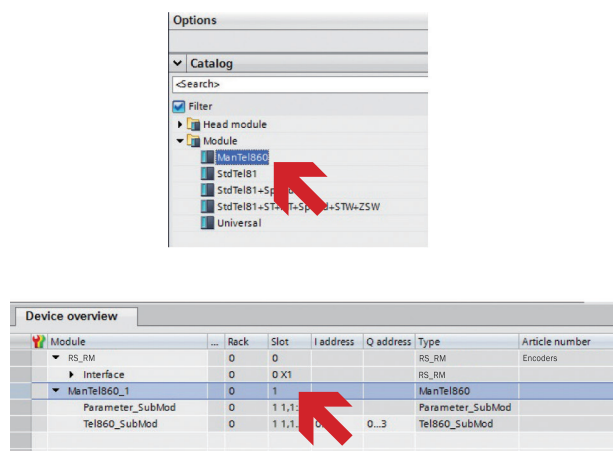 Options
Catalog
<Search>
Filter
Head module
Module
ManTel860
StdTel81
StdTel81+Sp
StdTel81+ST+ +Sp d+STW+ZSW
Universal
Device overview
Module ... Rack Slot I address Q address Type Article number
RS_RM 0 0 RS_RM Encoders
Interface 0 0 X1 RS_RM
ManTel860_1 0 1 ManTel860
Parameter_SubMod 0 1 1,1: Parameter_SubMod
Tel860_SubMod 0 1 1.1. 0...3 Tel860_SubMod